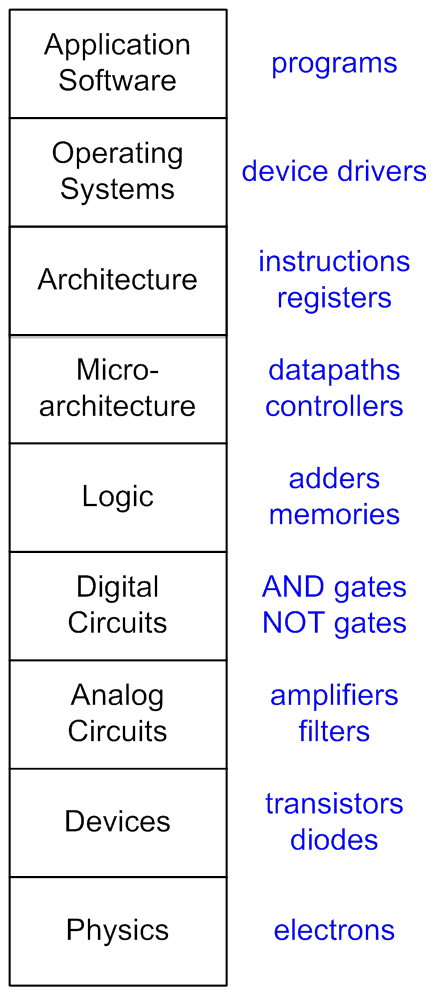 Application
Software
programs
Operating
Systems
device drivers
Architecture
instructions
registers
Micro-
architecture
datapaths
controllers
Logic
adders
memories
Digital
Circuits
AND gates
NOT gates
Analog
Circuits
amplifiers
filters
Devices
transistors
diodes
Physics
electrons